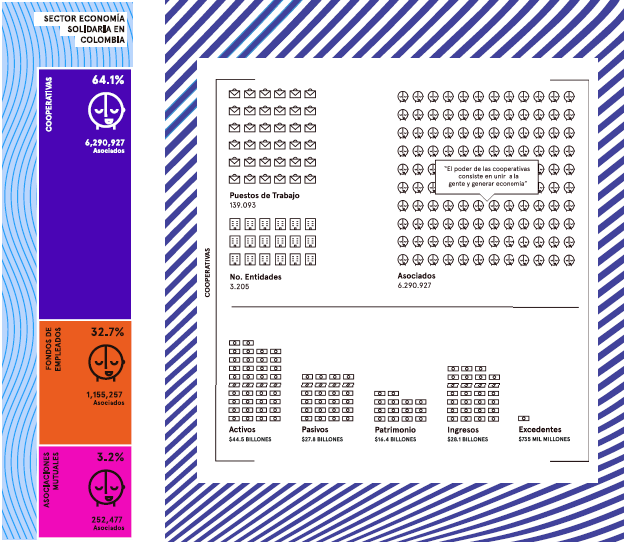 SECTOR ECONOMÍA
SOLIDARIA EN
COLOMBIA
64.1%
COOPERATIVAS
6,290,927
Asociados
32.7%
FONDOS DE
EMPLEADOS
1,155,257
Asociados
3.2%
ASOCIACIONES
MUTUALES
252,477
Asociados
COOPERATIVAS
Puestos de Trabajo
139.093
No. Entidades
3.205
"El poder de las cooperativas
consiste en unir a la
gente y generar economía"
Asociados
6.290.927
Activos
$44.5 BILLONES
Pasivos
$27.8 BILLONES
Patrimonio
$16.4 BILLONES
Ingresos
$28.1 BILLONES
Excedentes
$735 MIL MILLONES